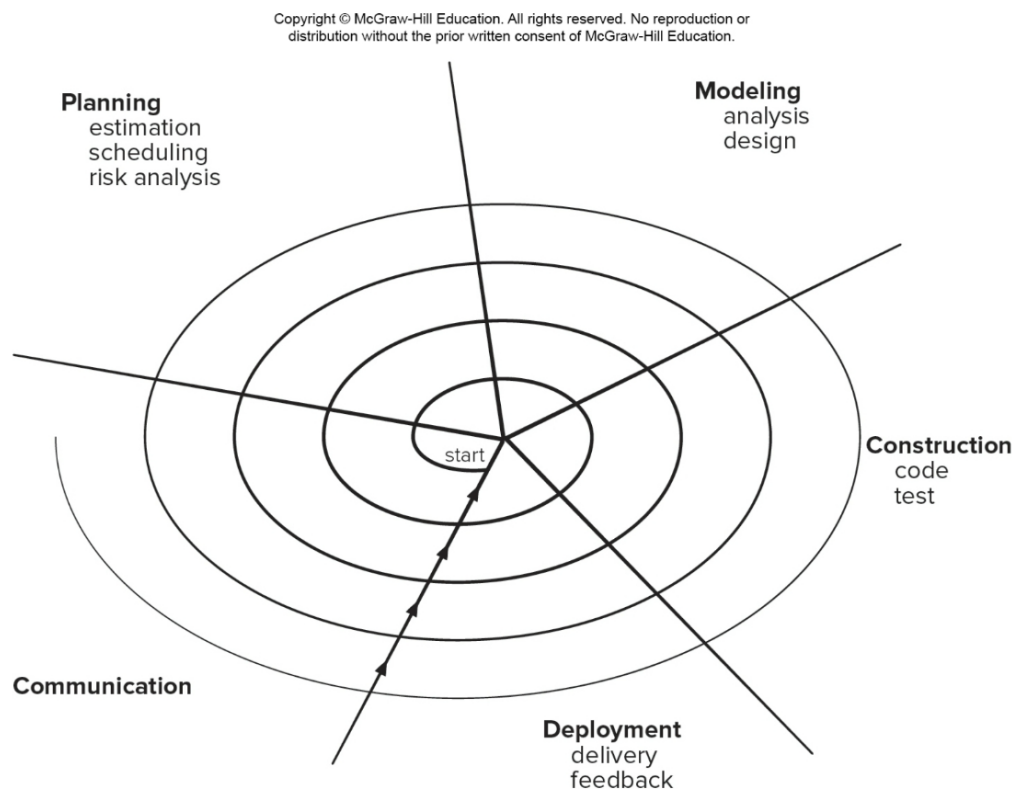 Copyright © McGraw-Hill Education. All rights reserved. No reproduction or
distribution without the prior written consent of McGraw-Hill Education.
Planning
estimation
scheduling
risk analysis
Modeling
analysis
design
start
Construction
code
test
Communication
Deployment
delivery
feedback